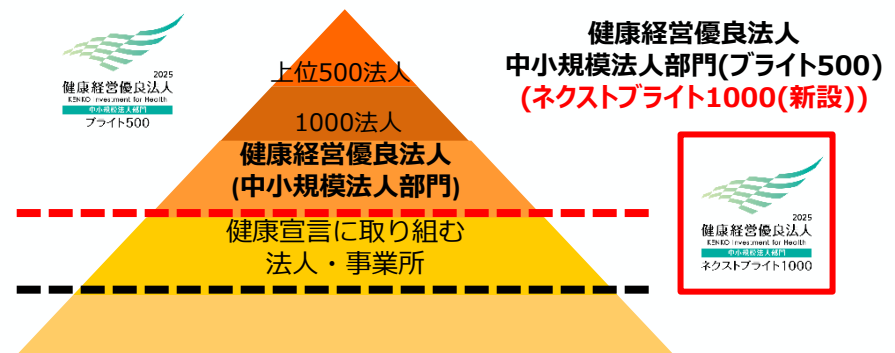 2025
健康経営優良法人
KENKO Investment for Health
中小規模法人部門
ブライト500
上位500法人
1000法人
健康経営優良法人
(中小規模法人部門)
健康宣言に取り組む
法人・事業所
健康経営優良法人
中小規模法人部門(ブライト500)
(ネクストブライト1000(新設))
2025
健康経営優良法人
KENKO Investment for Health
中小規模法人部門
ネクストブライト1000